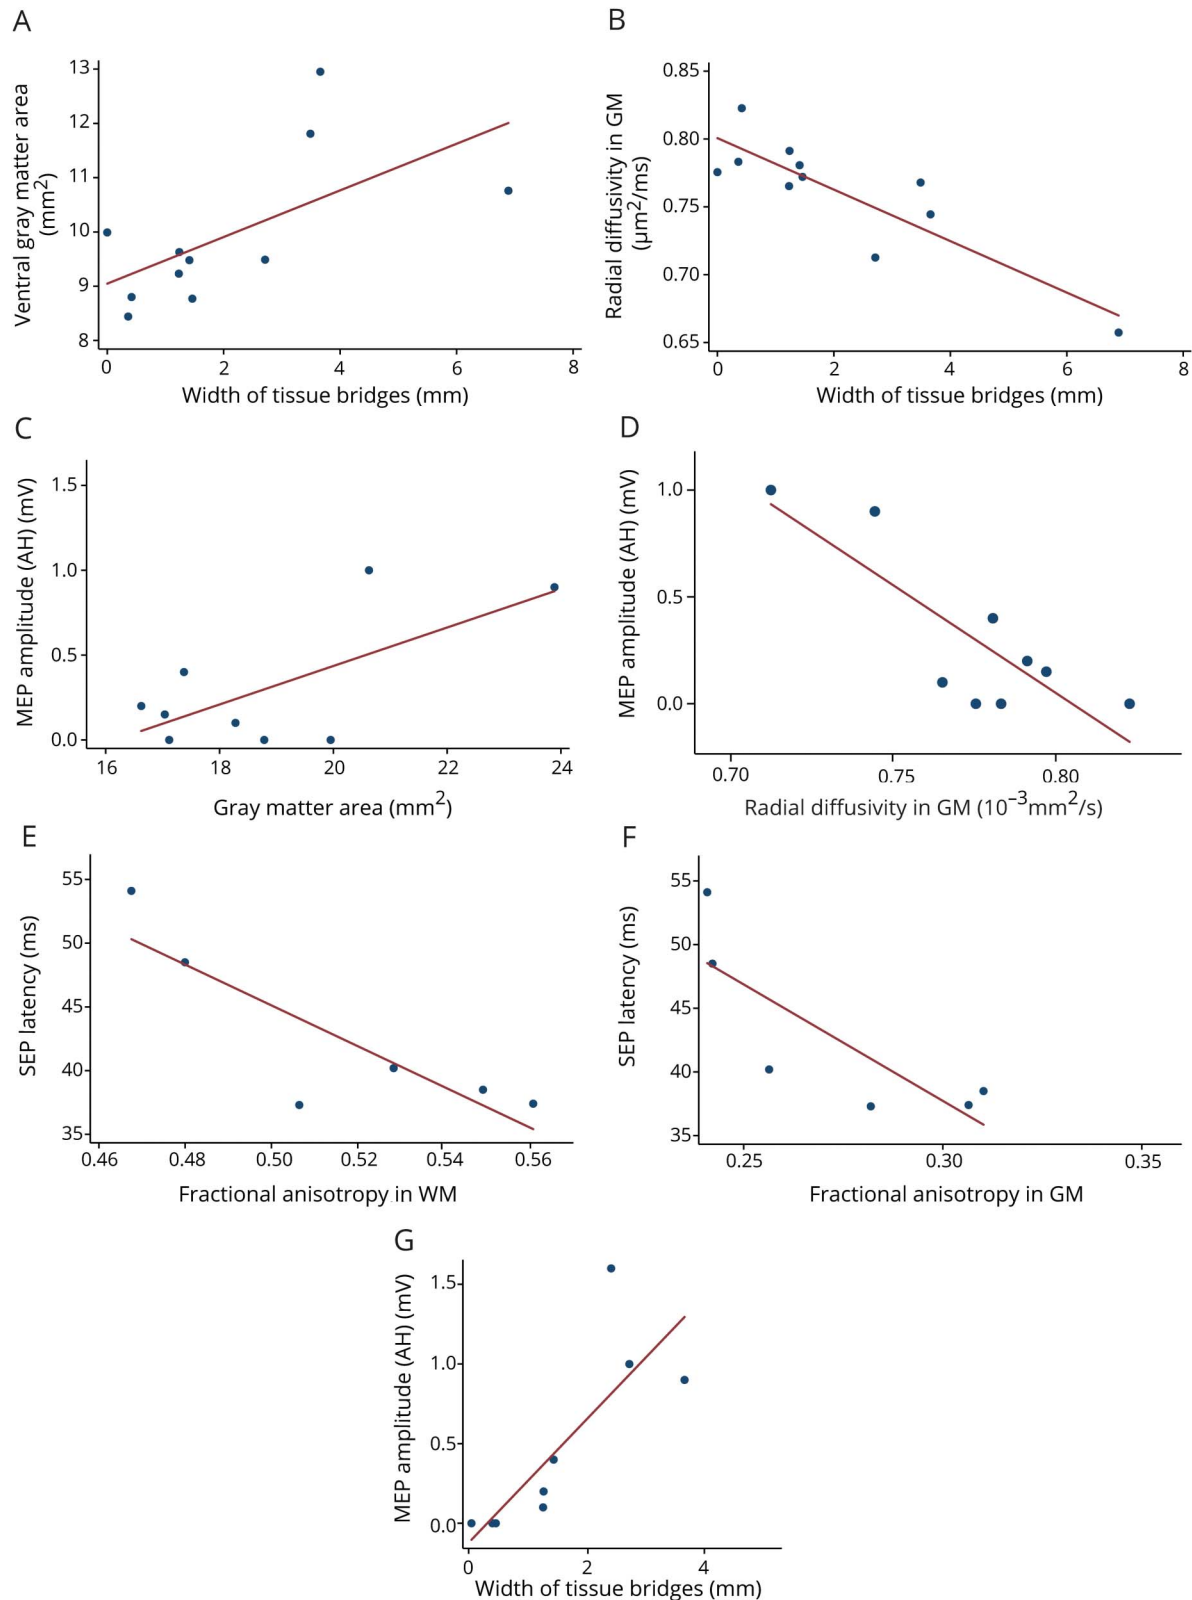 A
Ventral gray matter area
(mm²)
13
12
11
10
9
8
0 2 4 6 8
Width of tissue bridges (mm)
B
Radial diffusivity in GM
(µm²/ms)
0.85
0.80
0.75
0.70
0.65
0 2 4 6 8
Width of tissue bridges (mm)
C
MEP amplitude (AH) (mV)
1.5
1.0
0.5
0.0
16 18 20 22 24
Gray matter area (mm²)
D
MEP amplitude (AH) (mV)
1.0
0.5
0.0
0.70 0.75 0.80
Radial diffusivity in GM (10⁻³mm²/s)
E
SEP latency (ms)
55
50
45
40
35
0.46 0.48 0.50 0.52 0.54 0.56
Fractional anisotropy in WM
F
SEP latency (ms)
55
50
45
40
35
0.25 0.30 0.35
Fractional anisotropy in GM
G
MEP amplitude (AH) (mV)
1.5
1.0
0.5
0.0
0 2 4
Width of tissue bridges (mm)